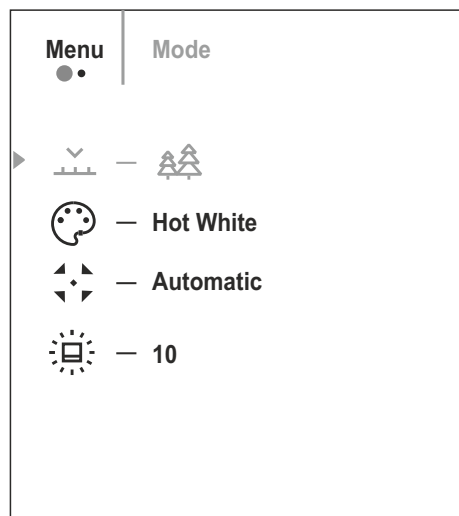 Menu Mode
— 
— Hot White
— Automatic
— 10